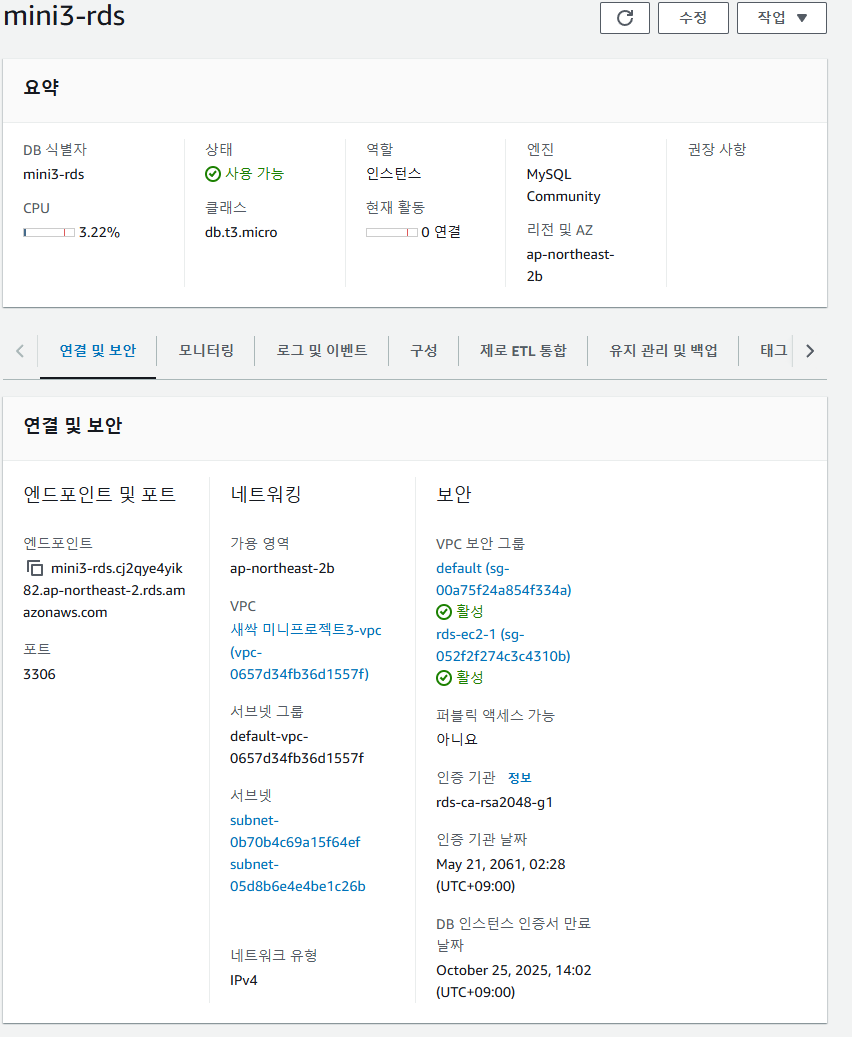 mini3-rds
수정
작업
요약
DB 식별자
mini3-rds
CPU
3.22%
상태
사용 가능
클래스
db.t3.micro
역할
인스턴스
현재 활동
0 연결
엔진
MySQL
Community
리전 및 AZ
ap-northeast-
2b
권장 사항
연결 및 보안
모니터링
로그 및 이벤트
구성
제로 ETL 통합
유지 관리 및 백업
태그
연결 및 보안
엔드포인트 및 포트
엔드포인트
mini3-rds.cj2qye4yik
82.ap-northeast-2.rds.am
azonaws.com
포트
3306
네트워킹
가용 영역
ap-northeast-2b
VPC
새싹 미니프로젝트3-vpc
(vpc-
0657d34fb36d1557f)
서브넷 그룹
default-vpc-
0657d34fb36d1557f
서브넷
subnet-
0b70b4c69a15f64ef
subnet-
05d8b6e4e4be1c26b
네트워크 유형
IPv4
보안
VPC 보안 그룹
default (sg-
00a75f24a854f334a)
활성
rds-ec2-1 (sg-
052f2f274c3c4310b)
활성
퍼블릭 액세스 가능
아니요
인증 기관 정보
rds-ca-rsa2048-g1
인증 기관 날짜
May 21, 2061, 02:28
(UTC+09:00)
DB 인스턴스 인증서 만료
날짜
October 25, 2025, 14:02
(UTC+09:00)